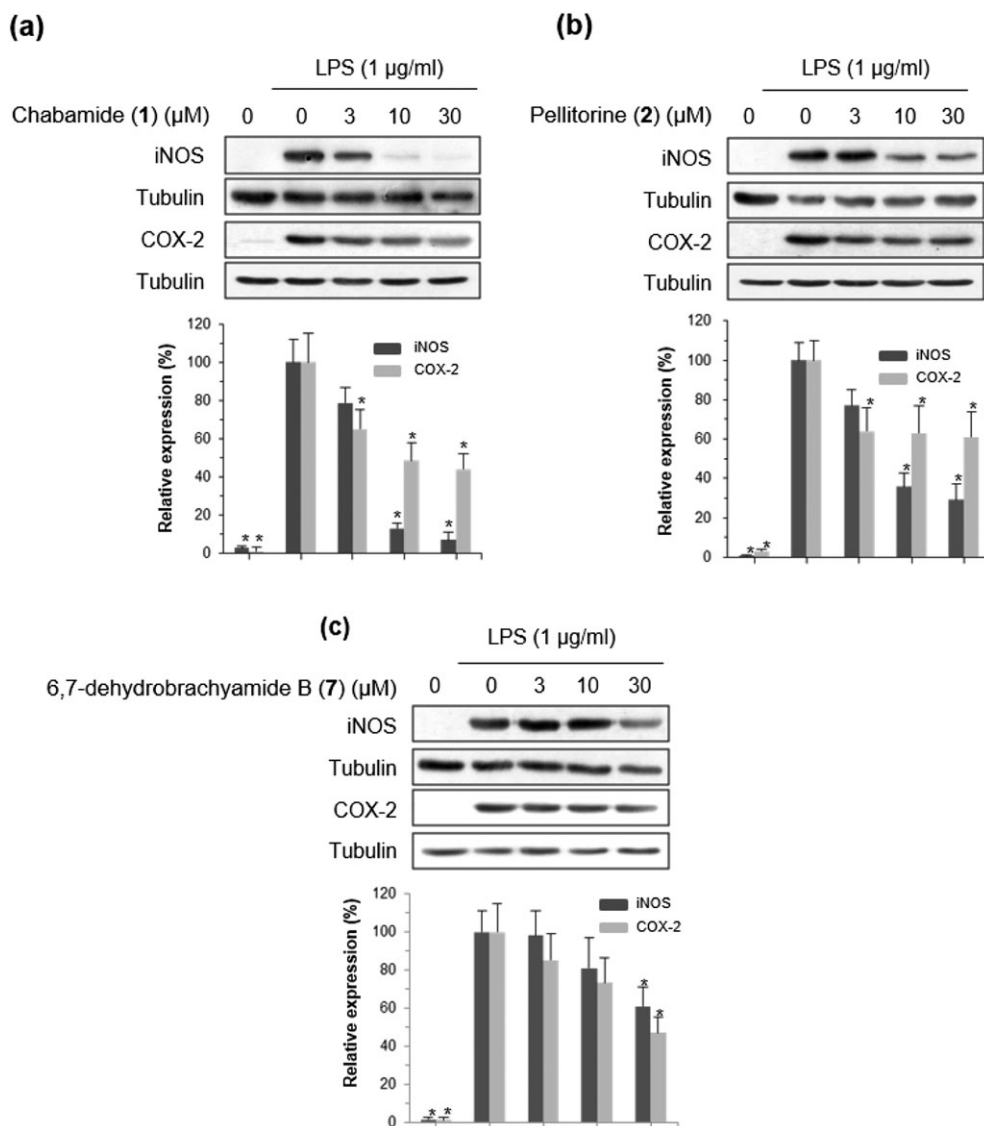 (a)
LPS (1 µg/ml)
Chabamide (1) (µM) 0 0 3 10 30
iNOS
Tubulin
COX-2
Tubulin
Relative expression (%)
120
100
80
60
40
20
0
iNOS
COX-2
* * * * * * *
(b)
LPS (1 µg/ml)
Pellitorine (2) (µM) 0 0 3 10 30
iNOS
Tubulin
COX-2
Tubulin
Relative expression (%)
120
100
80
60
40
20
0
iNOS
COX-2
* * * * * * *
(c)
LPS (1 µg/ml)
6,7-dehydrobrachyamide B (7) (µM) 0 0 3 10 30
iNOS
Tubulin
COX-2
Tubulin
Relative expression (%)
120
100
80
60
40
20
0
iNOS
COX-2
* * * *